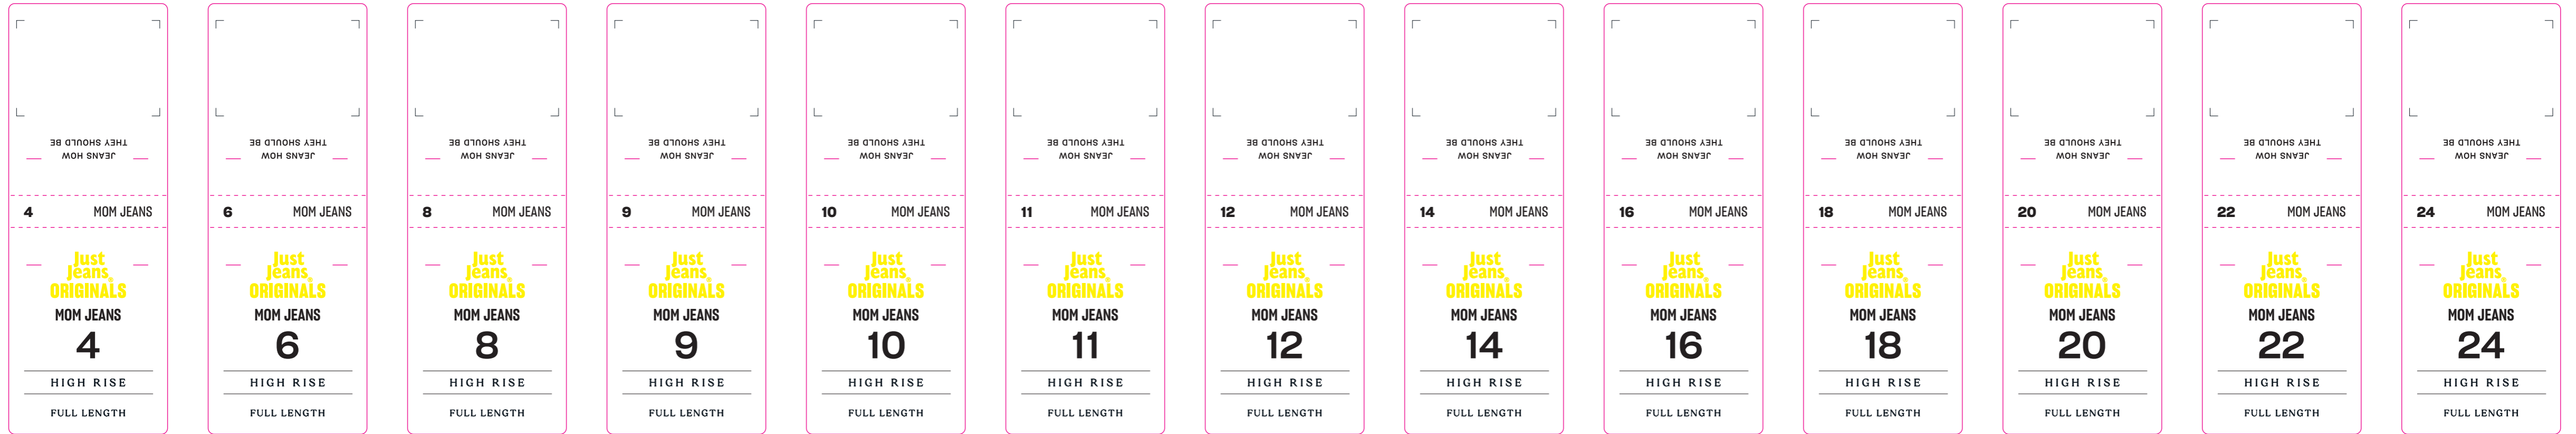 THEY SHOULD BE
JEANS HOW
4 MOM JEANS
Just
Jeans®
ORIGINALS
MOM JEANS
4
HIGH RISE
FULL LENGTH
THEY SHOULD BE
JEANS HOW
6 MOM JEANS
Just
Jeans®
ORIGINALS
MOM JEANS
6
HIGH RISE
FULL LENGTH
THEY SHOULD BE
JEANS HOW
8 MOM JEANS
Just
Jeans®
ORIGINALS
MOM JEANS
8
HIGH RISE
FULL LENGTH
THEY SHOULD BE
JEANS HOW
9 MOM JEANS
Just
Jeans®
ORIGINALS
MOM JEANS
9
HIGH RISE
FULL LENGTH
THEY SHOULD BE
JEANS HOW
10 MOM JEANS
Just
Jeans®
ORIGINALS
MOM JEANS
10
HIGH RISE
FULL LENGTH
THEY SHOULD BE
JEANS HOW
11 MOM JEANS
Just
Jeans®
ORIGINALS
MOM JEANS
11
HIGH RISE
FULL LENGTH
THEY SHOULD BE
JEANS HOW
12 MOM JEANS
Just
Jeans®
ORIGINALS
MOM JEANS
12
HIGH RISE
FULL LENGTH
THEY SHOULD BE
JEANS HOW
14 MOM JEANS
Just
Jeans®
ORIGINALS
MOM JEANS
14
HIGH RISE
FULL LENGTH
THEY SHOULD BE
JEANS HOW
16 MOM JEANS
Just
Jeans®
ORIGINALS
MOM JEANS
16
HIGH RISE
FULL LENGTH
THEY SHOULD BE
JEANS HOW
18 MOM JEANS
Just
Jeans®
ORIGINALS
MOM JEANS
18
HIGH RISE
FULL LENGTH
THEY SHOULD BE
JEANS HOW
20 MOM JEANS
Just
Jeans®
ORIGINALS
MOM JEANS
20
HIGH RISE
FULL LENGTH
THEY SHOULD BE
JEANS HOW
22 MOM JEANS
Just
Jeans®
ORIGINALS
MOM JEANS
22
HIGH RISE
FULL LENGTH
THEY SHOULD BE
JEANS HOW
24 MOM JEANS
Just
Jeans®
ORIGINALS
MOM JEANS
24
HIGH RISE
FULL LENGTH